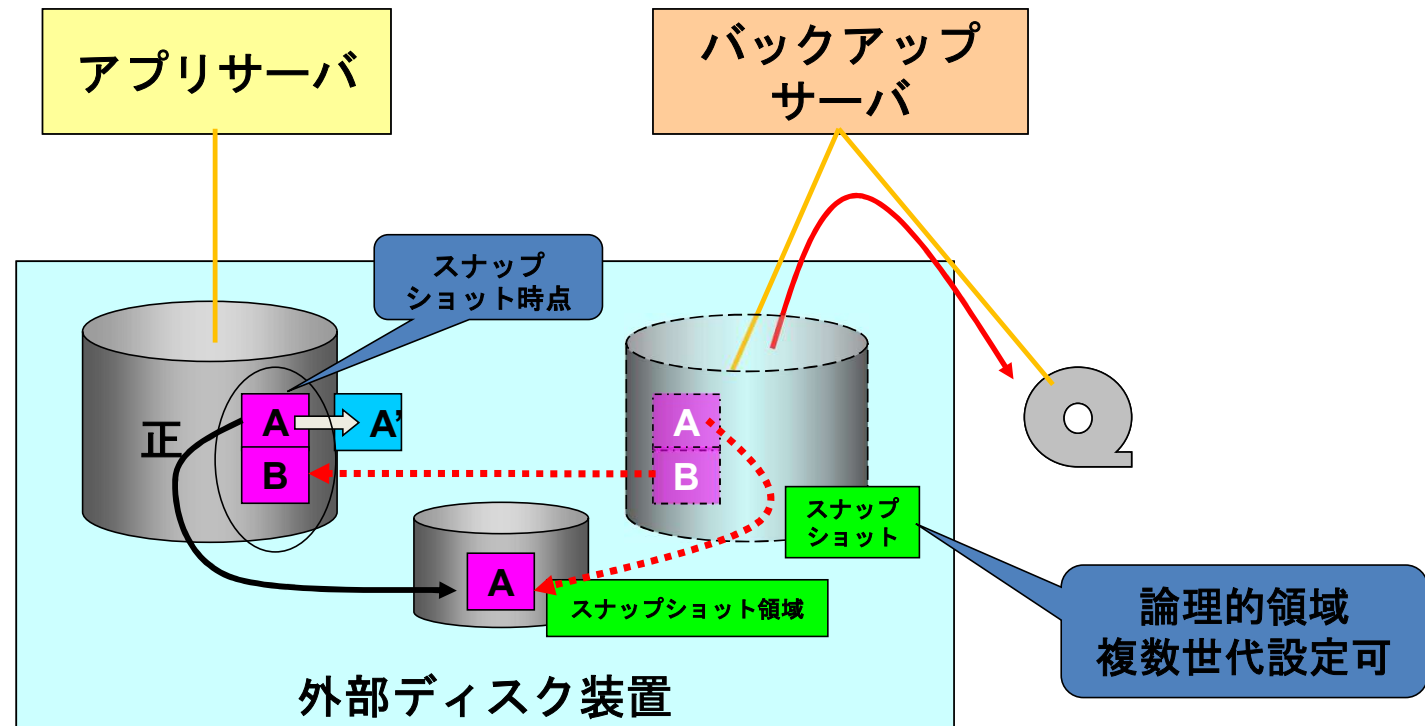 アプリサーバ
バックアップ
サーバ
スナップ
ショット時点
正
A
A’
B
A
B
スナップ
ショット
A
スナップショット領域
論理的領域
複数世代設定可
外部ディスク装置